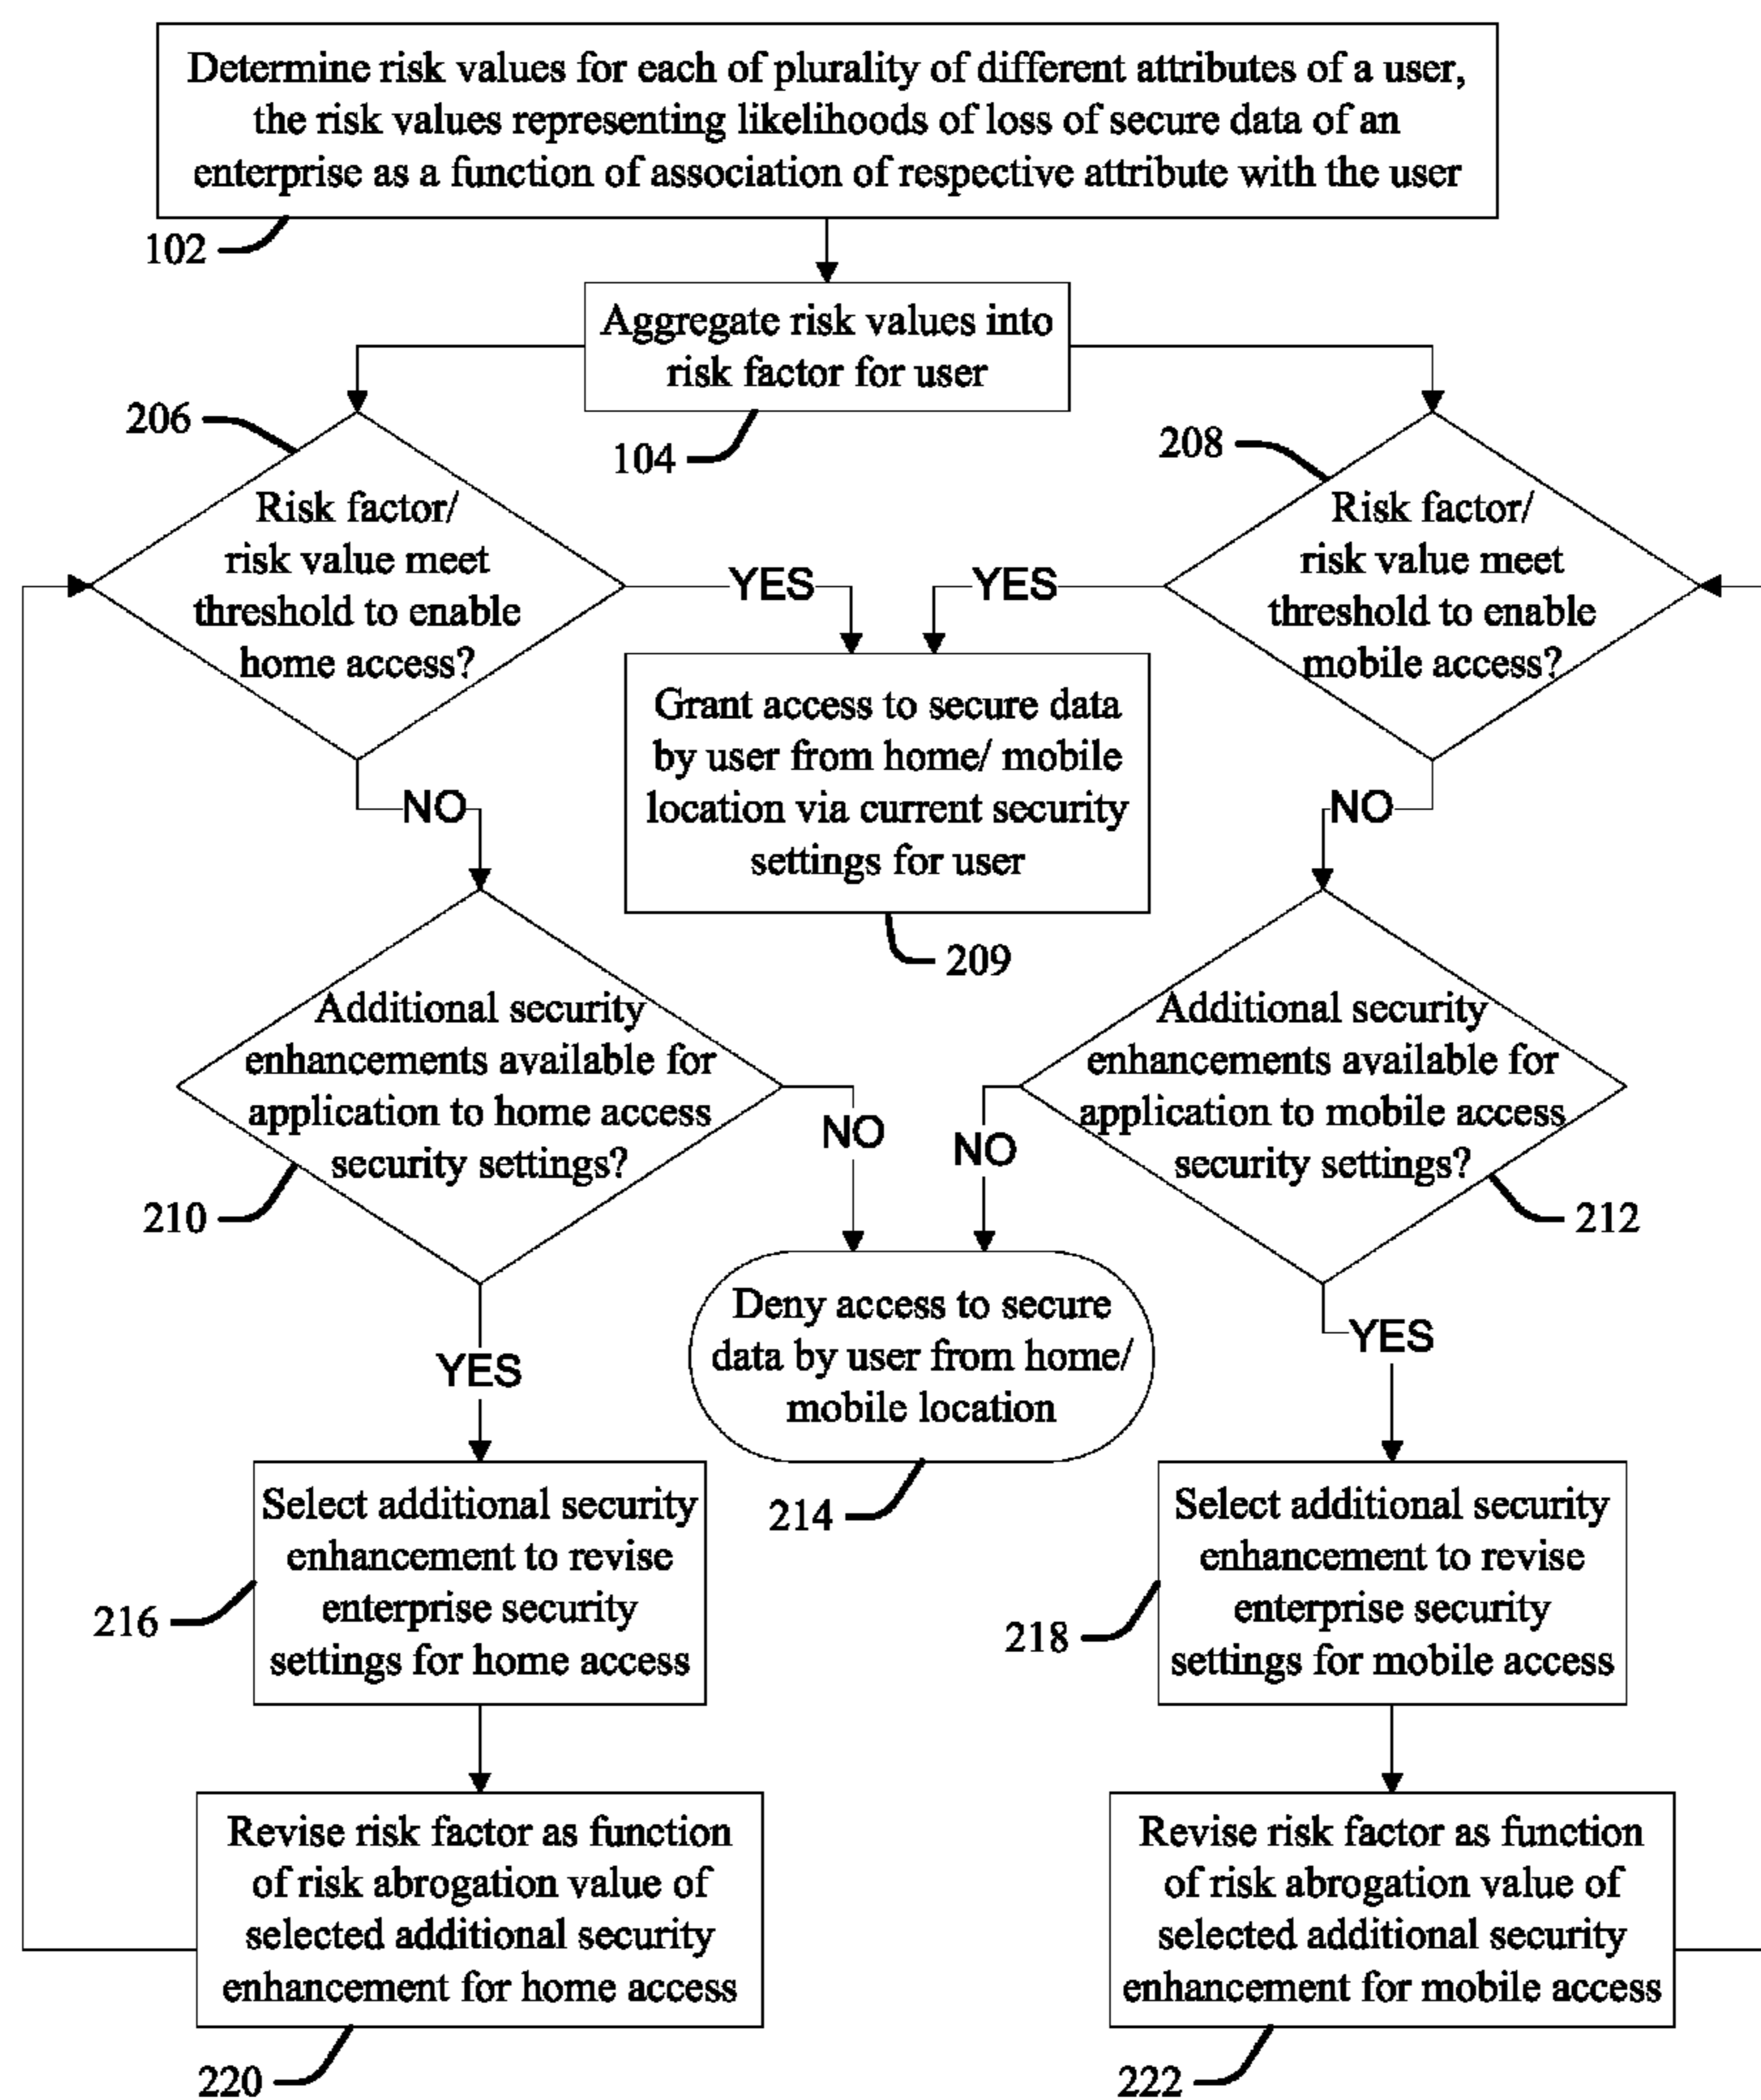 Determine risk values for each of plurality of different attributes of a user,
the risk values representing likelihoods of loss of secure data of an
enterprise as a function of association of respective attribute with the user
102
Aggregate risk values into
risk factor for user
104
206
Risk factor/
risk value meet
threshold to enable
home access?
208
Risk factor/
risk value meet
threshold to enable
mobile access?
YES
YES
Grant access to secure data
by user from home/ mobile
location via current security
settings for user
209
NO
NO
Additional security
enhancements available for
application to home access
security settings?
210
Additional security
enhancements available for
application to mobile access
security settings?
212
NO
NO
Deny access to secure
data by user from home/
mobile location
214
YES
YES
Select additional security
enhancement to revise
enterprise security
settings for home access
216
Select additional security
enhancement to revise
enterprise security
settings for mobile access
218
Revise risk factor as function
of risk abrogation value of
selected additional security
enhancement for home access
220
Revise risk factor as function
of risk abrogation value of
selected additional security
enhancement for mobile access
222